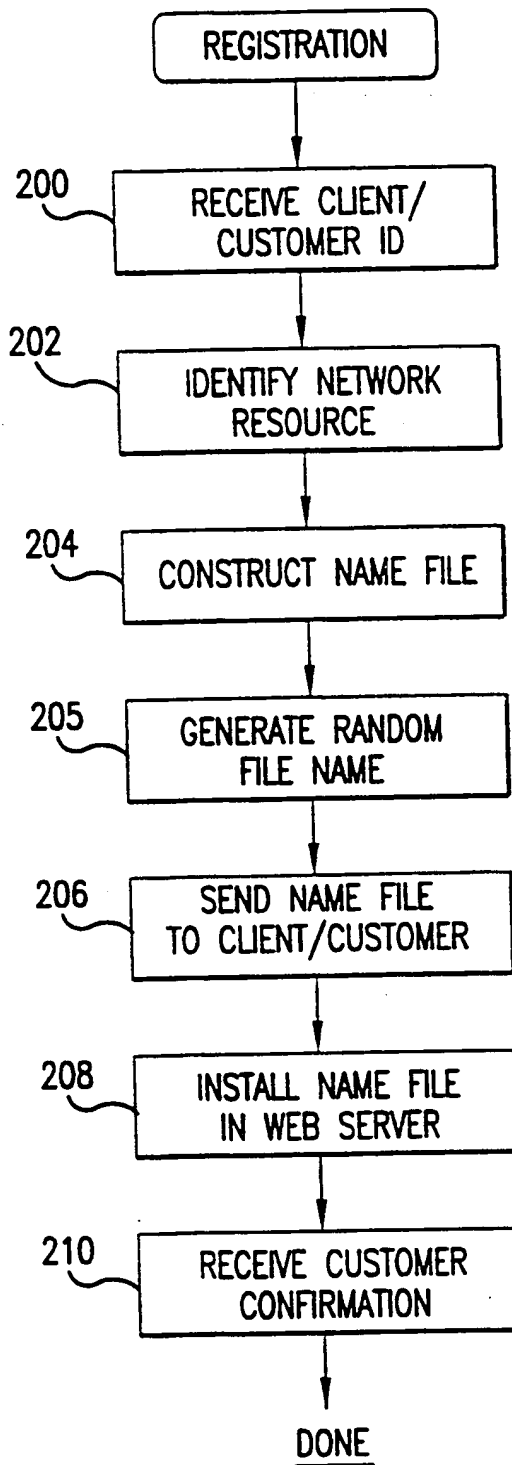 REGISTRATION
200
RECEIVE CLIENT/
CUSTOMER ID
202
IDENTIFY NETWORK
RESOURCE
204
CONSTRUCT NAME FILE
205
GENERATE RANDOM
FILE NAME
206
SEND NAME FILE
TO CLIENT/CUSTOMER
208
INSTALL NAME FILE
IN WEB SERVER
210
RECEIVE CUSTOMER
CONFIRMATION
DONE